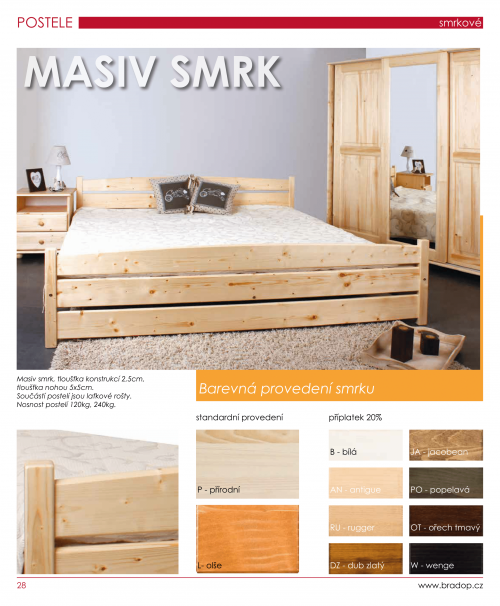 POSTELE
smrkové
MASIV SMRK
Masiv smrk, tloušťka konstrukcí 2,5cm,
tloušťka nohou 5x5cm.
Součástí postelí jsou laťkové rošty.
Nosnost postelí 120kg, 240kg.
Barevná provedení smrku
standardní provedení
příplatek 20%
P - přírodní
L- olše
B - bílá
JA - jacobean
AN - antique
PO - popelavá
RU - rugger
OT - ořech tmavý
DZ - dub zlatý
W - wenge
28
www.bradop.cz